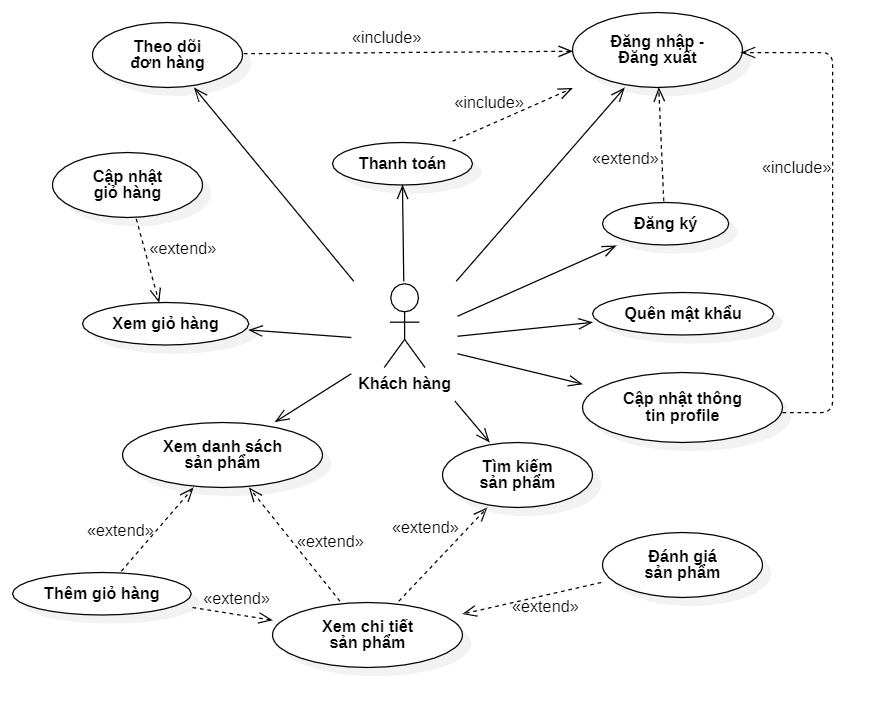 Theo dõi
đơn hàng
«include»
Đăng nhập -
Đăng xuất
«include»
Thanh toán
«extend»
«include»
Cập nhật
giỏ hàng
Đăng ký
«extend»
Xem giỏ hàng
Quên mật khẩu
Khách hàng
Cập nhật thông
tin profile
Xem danh sách
sản phẩm
Tìm kiếm
sản phẩm
«extend»
«extend»
«extend»
Đánh giá
sản phẩm
Thêm giỏ hàng
«extend»
«extend»
Xem chi tiết
sản phẩm